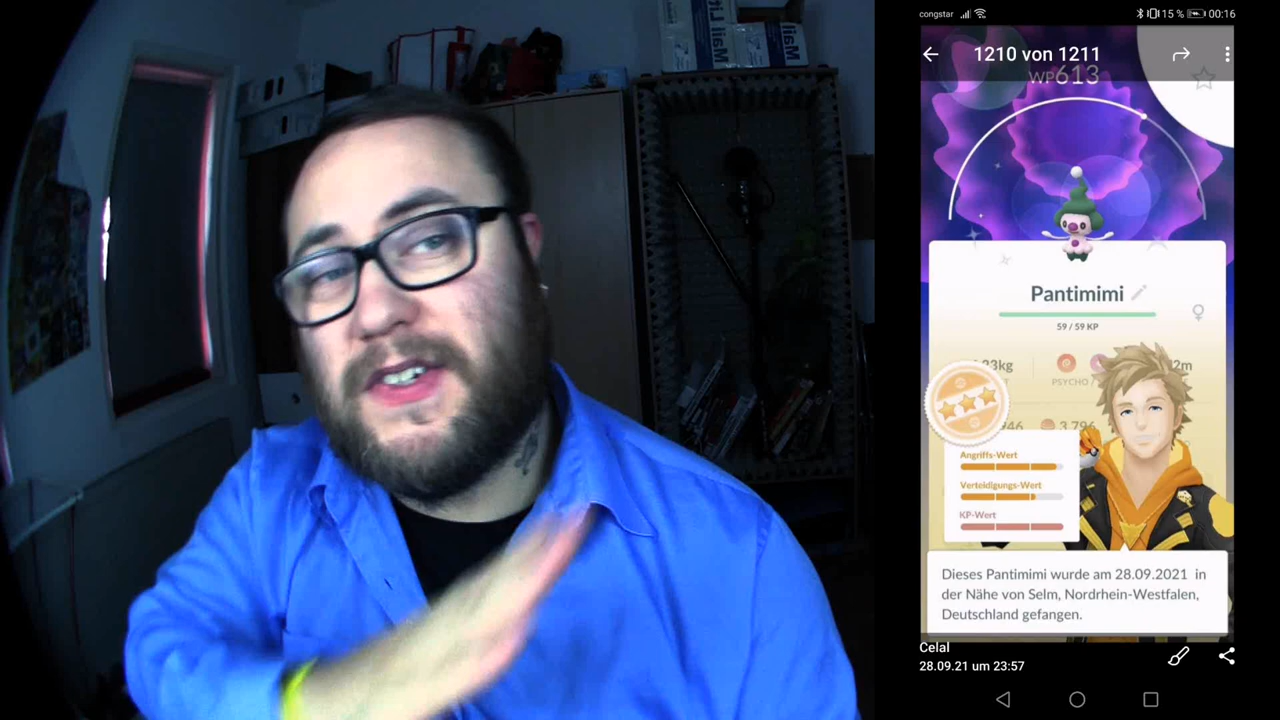 congstar
15 %
00:16
1210 von 1211
WP613
Pantimimi
59 / 59 KP
PSYCHO
3,796
Angriffs-Wert
Verteidigungs-Wert
KP-Wert
Dieses Pantimimi wurde am 28.09.2021 in
der Nähe von Selm, Nordrhein-Westfalen,
Deutschland gefangen.
Celal
28.09.21 um 23:57